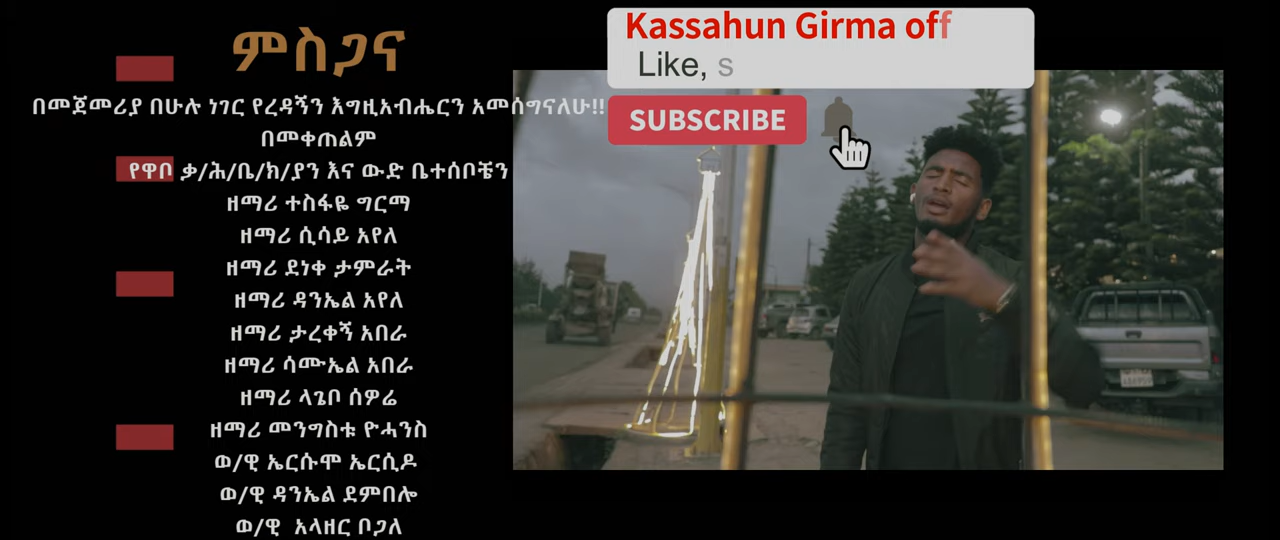 ምስጋና
በመጀመሪያ በሁሉ ነገር የረዳኝን እግዚአብሔርን አመሰግናለሁ!!
በመቀጠልም
የዋቦ ቃ/ሕ/ቤ/ክ/ያን እና ውድ ቤተሰቦቼን
ዘማሪ ተስፋዬ ግርማ
ዘማሪ ሲሳይ አየለ
ዘማሪ ደነቀ ታምራት
ዘማሪ ዳንኤል አየለ
ዘማሪ ታረቀኝ አበራ
ዘማሪ ሳሙኤል አበራ
ዘማሪ ላጌቦ ሰዎሬ
ዘማሪ መንግስቱ ዮሓንስ
ወ/ዊ ኤርሱሞ ኤርሲዶ
ወ/ዊ ዳንኤል ደምበሎ
ወ/ዊ አላዘር ቦጋለ
Kassahun Girma off
Like, s
SUBSCRIBE